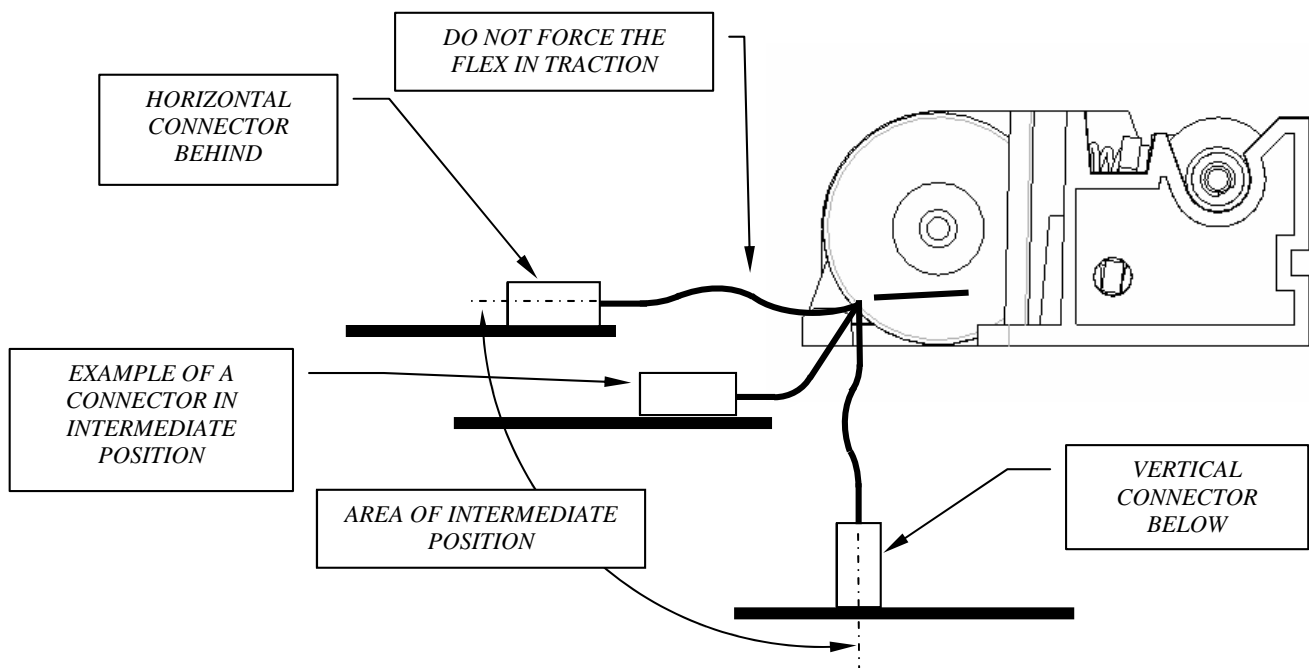 DO NOT FORCE THE
FLEX IN TRACTION
HORIZONTAL
CONNECTOR
BEHIND
EXAMPLE OF A
CONNECTOR IN
INTERMEDIATE
POSITION
AREA OF INTERMEDIATE
POSITION
VERTICAL
CONNECTOR
BELOW